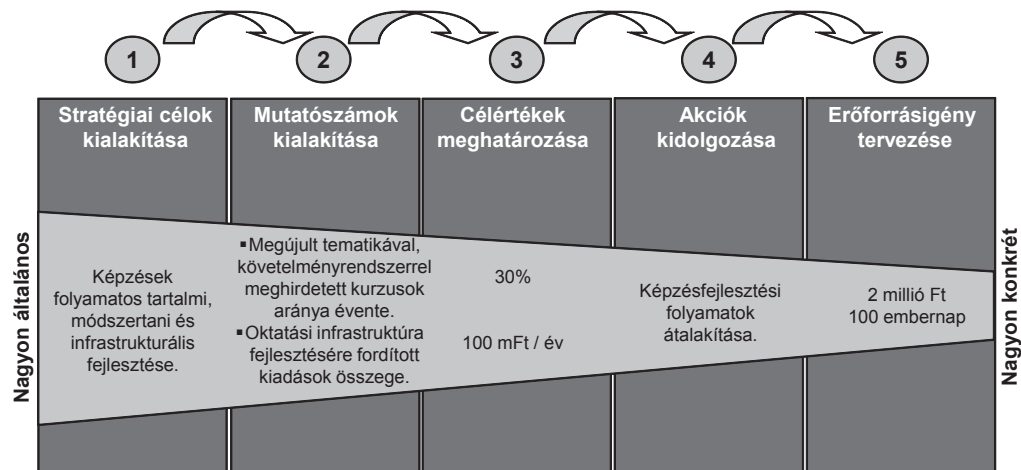 1
2
3
4
5
Stratégiai célok
kialakítása
Mutatószámok
kialakítása
Célértékek
meghatározása
Akciók
kidolgozása
Erőforrásigény
tervezése
Nagyon általános
Képzések
folyamatos tartalmi,
módszertani és
infrastrukturális
fejlesztése.
▪Megújult tematikával,
követelményrendszerrel
meghirdetett kurzusok
aránya évente.
▪Oktatási infrastruktúra
fejlesztésére fordított
kiadások összege.
30%
100 mFt / év
Képzésfejlesztési
folyamatok
átalakítása.
2 millió Ft
100 embernap
Nagyon konkrét